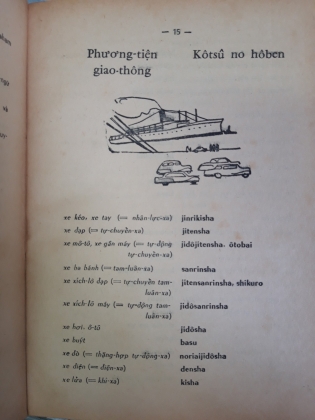 — 15 —
Phương-tiện Kôtsû no hôben
giao-thông
xe kéo, xe tay (= nhân-lực-xa) jinrikisha
xe đạp (= tự-chuyển-xa) jitensha
xe mô-tô, xe gắn máy (= tự-động jidôjitensha, ôtobai
tự-chuyển-xa)
xe ba bánh (= tam-luân-xa) sanrinsha
xe xích-lô đạp (= tự-chuyển tam- jitensanrinsha, shikuro
luân-xa)
xe xích-lô máy (= tự-động tam- jidôsanrinsha
luân-xa)
xe hơi, ô-tô jidôsha
xe buýt basu
xe đò (= thặng-hợp tự-động-xa) noriaijidôsha
xe điện (= điện-xa) densha
xe lửa (= khí-xa) kisha